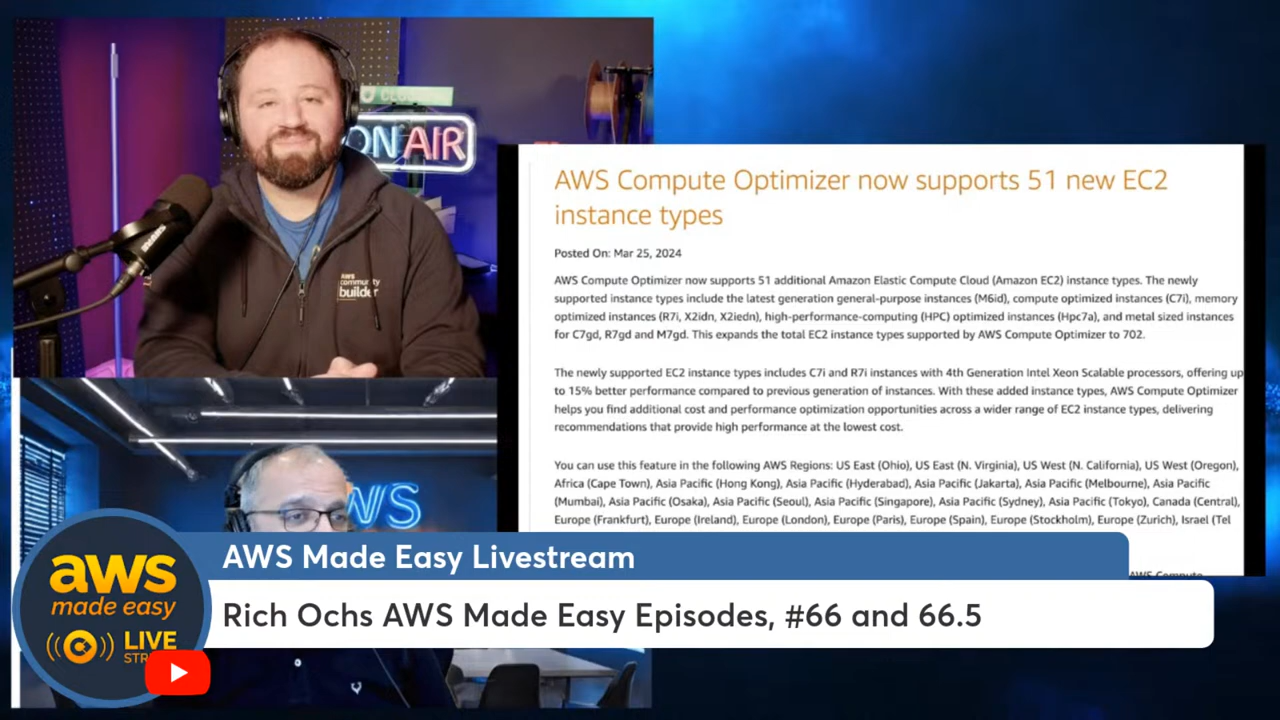 ON AIR
aws
community
builder
AWS Compute Optimizer now supports 51 new EC2
instance types
Posted On: Mar 25, 2024
AWS Compute Optimizer now supports 51 additional Amazon Elastic Compute Cloud (Amazon EC2) instance types. The newly
supported instance types include the latest generation general-purpose instances (M6id), compute optimized instances (C7i), memory
optimized instances (R7i, X2idn, X2iedn), high-performance-computing (HPC) optimized instances (Hpc7a), and metal sized instances
for C7gd, R7gd and M7gd. This expands the total EC2 instance types supported by AWS Compute Optimizer to 702.
The newly supported EC2 instance types includes C7i and R7i instances with 4th Generation Intel Xeon Scalable processors, offering up
to 15% better performance compared to previous generation of instances. With these added instance types, AWS Compute Optimizer
helps you find additional cost and performance optimization opportunities across a wider range of EC2 instance types, delivering
recommendations that provide high performance at the lowest cost.
You can use this feature in the following AWS Regions: US East (Ohio), US East (N. Virginia), US West (N. California), US West (Oregon),
Africa (Cape Town), Asia Pacific (Hong Kong), Asia Pacific (Hyderabad), Asia Pacific (Jakarta), Asia Pacific (Melbourne), Asia Pacific
(Mumbai), Asia Pacific (Osaka), Asia Pacific (Seoul), Asia Pacific (Singapore), Asia Pacific (Sydney), Asia Pacific (Tokyo), Canada (Central),
Europe (Frankfurt), Europe (Ireland), Europe (London), Europe (Paris), Europe (Spain), Europe (Stockholm), Europe (Zurich), Israel (Tel
AWS Compute
AWS Made Easy Livestream
Rich Ochs AWS Made Easy Episodes, #66 and 66.5
aws
made easy
LIVE